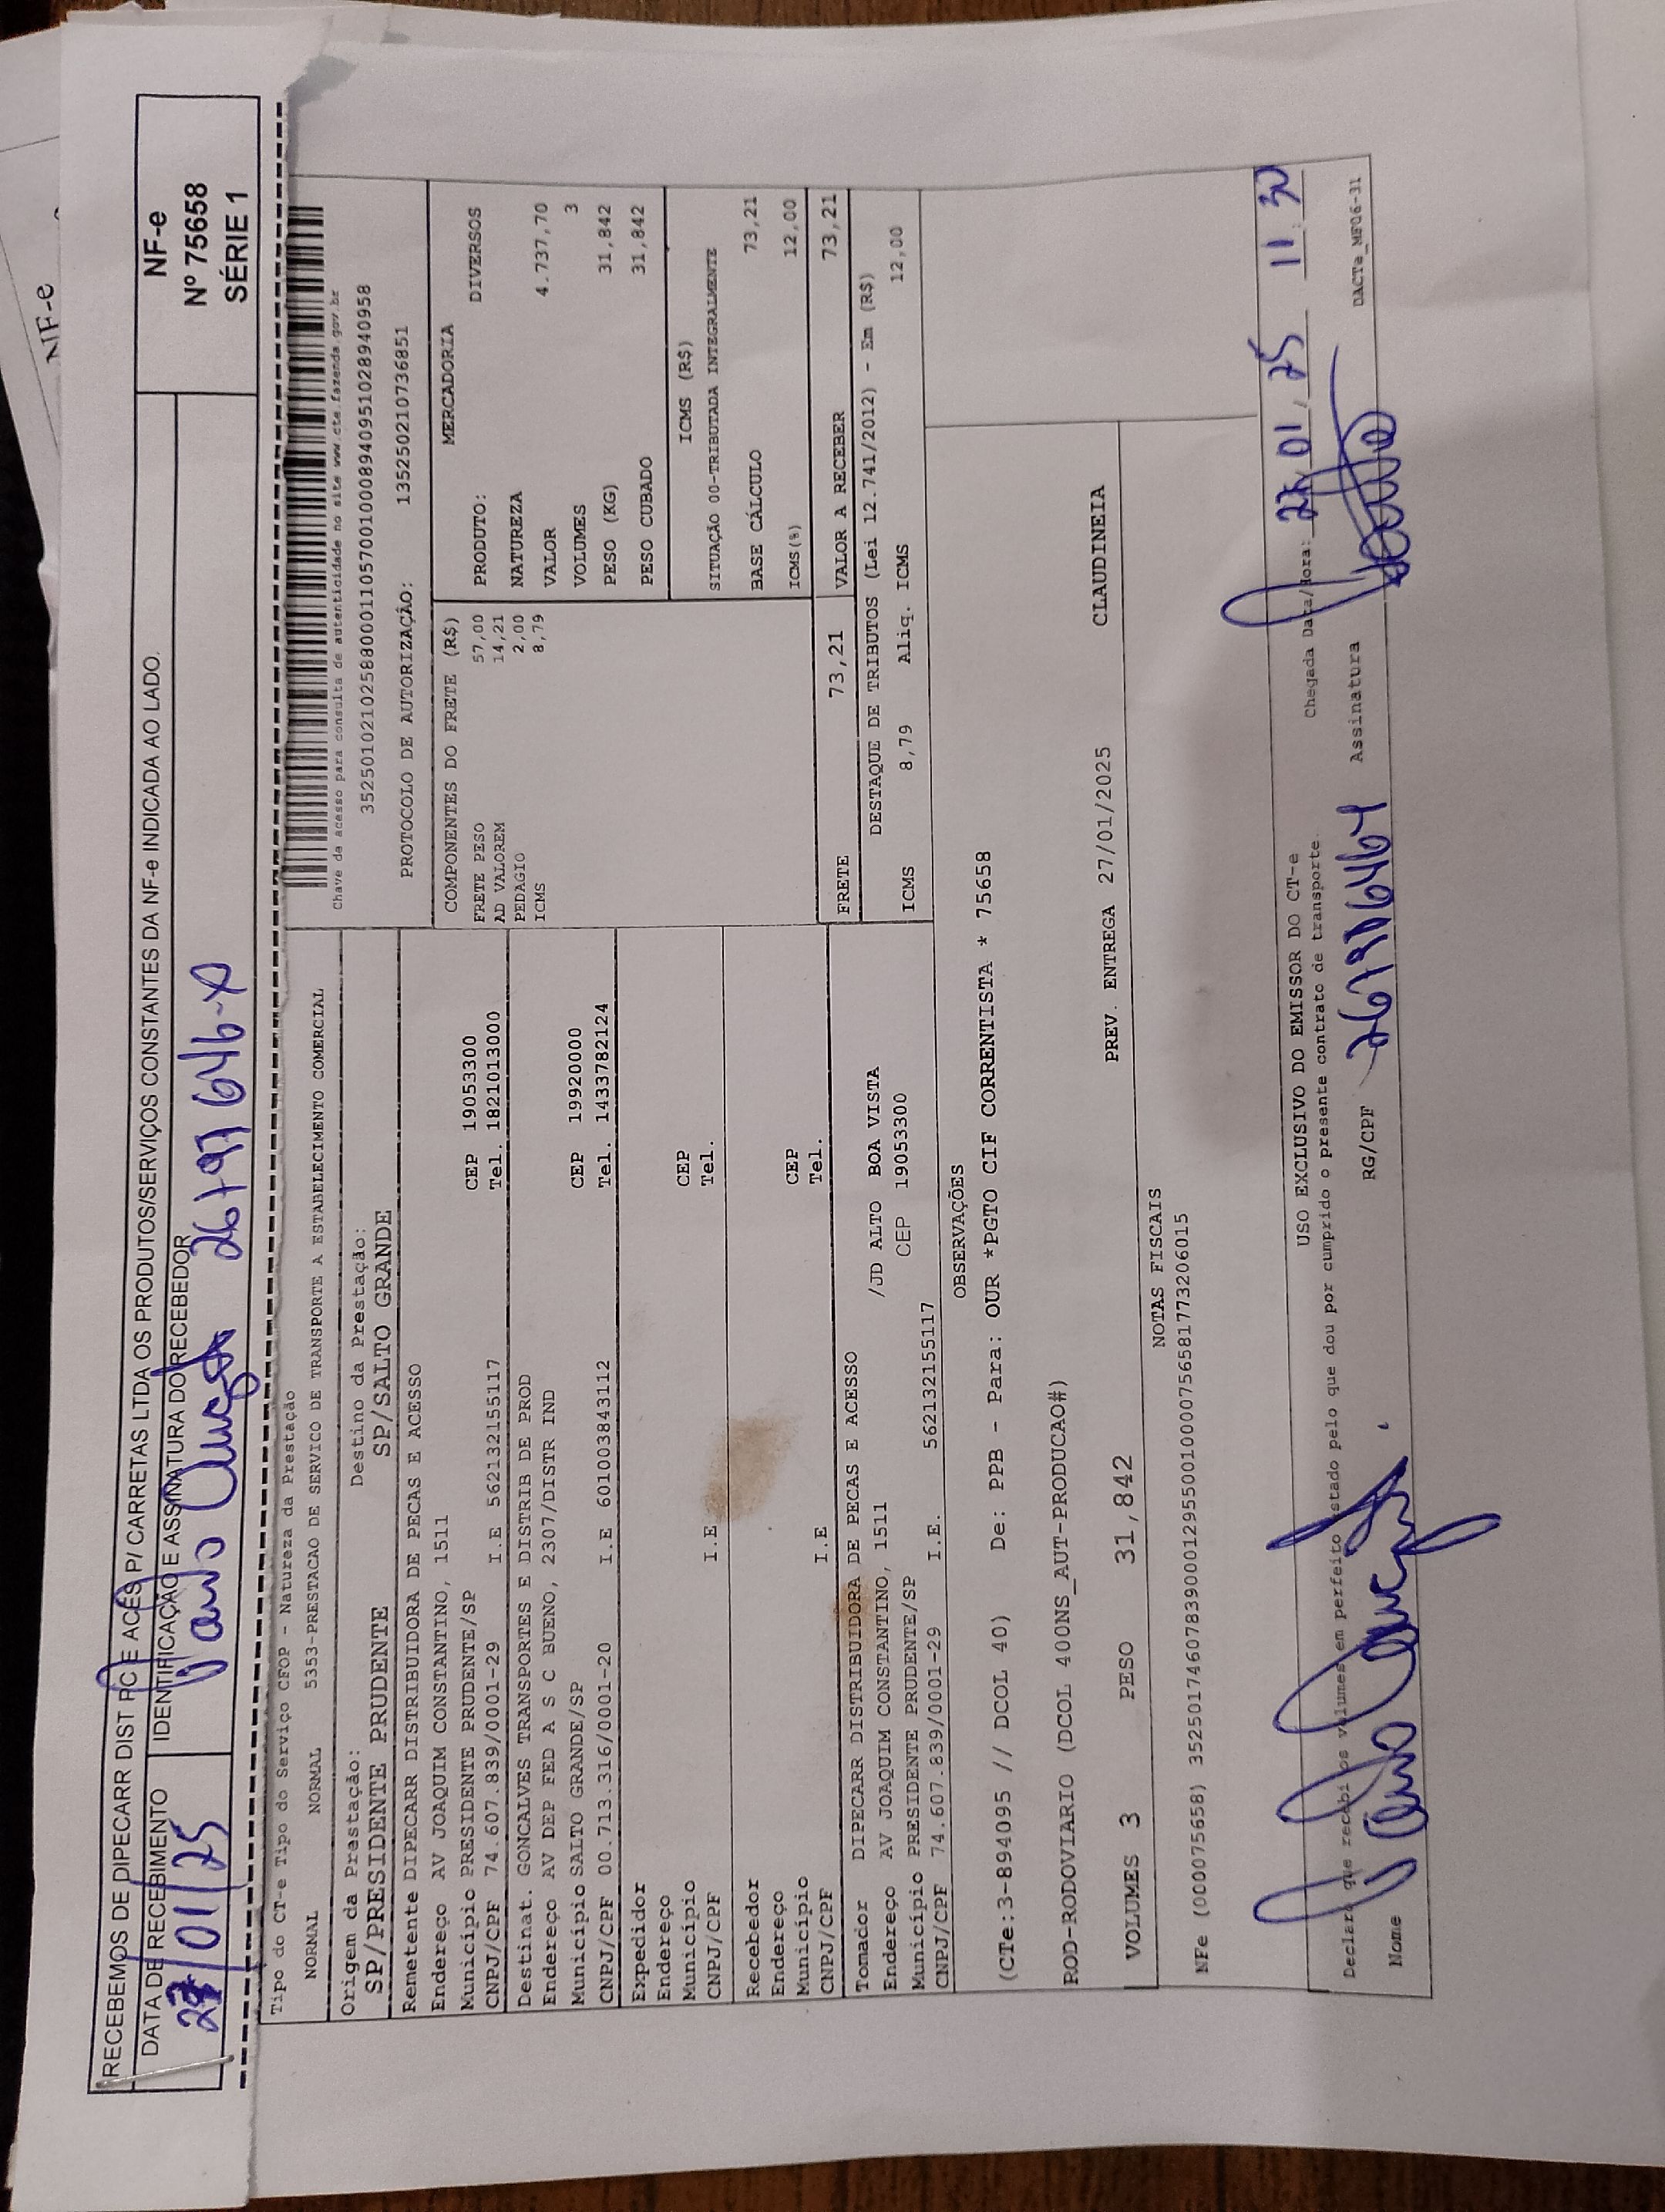 NF-e
RECEBEMOS DE DIPECARR DIST PC E ACES P/ CARRETAS LTDA OS PRODUTOS/SERVIÇOS CONSTANTES DA NF-e INDICADA AO LADO.
DATA DE RECEBIMENTO
IDENTIFICAÇÃO E ASSINATURA DO RECEBEDOR
27/01/25
NF-e
Nº 75658
SÉRIE 1
Tipo do CT-e Tipo do Serviço CFOP - Natureza da Prestação
NORMAL NORMAL 5353-PRESTACAO DE SERVICO DE TRANSPORTE A ESTABELECIMENTO COMERCIAL
Origem da Prestação: Destino da Prestação:
SP/PRESIDENTE PRUDENTE SP/SALTO GRANDE
Chave da acesso para consulta de autenticidade no site www.cte.fazenda.gov.br
35250102102588000110570010008940951028940958
PROTOCOLO DE AUTORIZAÇÃO: 135250210736851
Remetente DIPECARR DISTRIBUIDORA DE PECAS E ACESSO
Endereço AV JOAQUIM CONSTANTINO, 1511
Município PRESIDENTE PRUDENTE/SP CEP 19053300
CNPJ/CPF 74.607.839/0001-29 I.E 562132155117 Tel. 1821013000
Destinat. GONCALVES TRANSPORTES E DISTRIB DE PROD
Endereço AV DEP FED A S C BUENO, 2307/DISTR IND
Município SALTO GRANDE/SP CEP 19920000
CNPJ/CPF 00.713.316/0001-20 I.E 601003843112 Tel. 1433782124
Expedidor
Endereço
Município CEP
CNPJ/CPF I.E Tel.
Recebedor
Endereço
Município CEP
CNPJ/CPF I.E Tel.
Tomador DIPECARR DISTRIBUIDORA DE PECAS E ACESSO
Endereço AV JOAQUIM CONSTANTINO, 1511 /JD ALTO BOA VISTA
Município PRESIDENTE PRUDENTE/SP CEP 19053300
CNPJ/CPF 74.607.839/0001-29 I.E. 562132155117
COMPONENTES DO FRETE (R$)
FRETE PESO 57,00
AD VALOREM 14,21
PEDAGIO 2,00
ICMS 8,79
MERCADORIA
PRODUTO: DIVERSOS
NATUREZA
VALOR 4.737,70
VOLUMES 3
PESO (KG) 31,842
PESO CUBADO 31,842
ICMS (R$)
SITUAÇÃO 00-TRIBUTADA INTEGRALMENTE
BASE CÁLCULO 73,21
ICMS(%) 12,00
FRETE 73,21 VALOR A RECEBER 73,21
DESTAQUE DE TRIBUTOS (Lei 12.741/2012) - Em (R$)
ICMS 8,79 Aliq. ICMS 12,00
OBSERVAÇÕES
(CTe:3-894095 // DCOL 40) De: PPB - Para: OUR *PGTO CIF CORRENTISTA * 75658
ROD-RODOVIARIO (DCOL 400NS_AUT-PRODUCAO#)
VOLUMES 3 PESO 31,842 PREV. ENTREGA 27/01/2025 CLAUDINEIA
NOTAS FISCAIS
NFe (000075658) 35250174607839000129550010000756581773206015
USO EXCLUSIVO DO EMISSOR DO CT-e
Declaro que recebi os volumes em perfeito estado pelo que dou por cumprido o presente contrato de transporte.
Chegada Data/Hora: 27/01/25 11:30
Nome RG/CPF Assinatura
DACTe_MF06-31